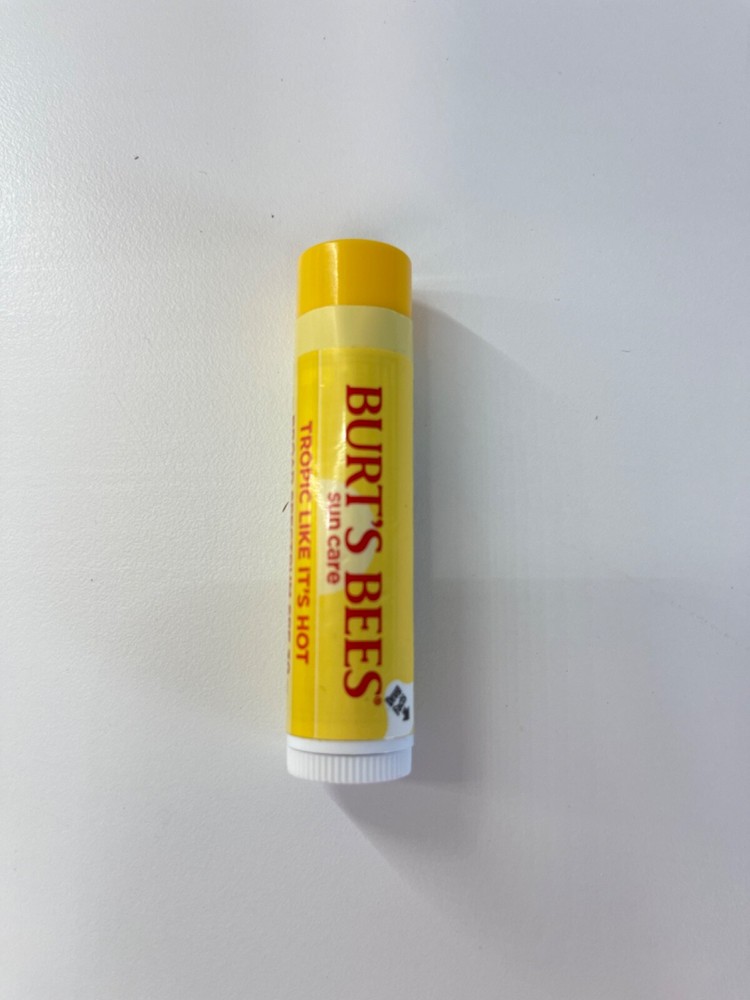 BURT'S BEES®
sun care
TROPIC LIKE IT'S HOT